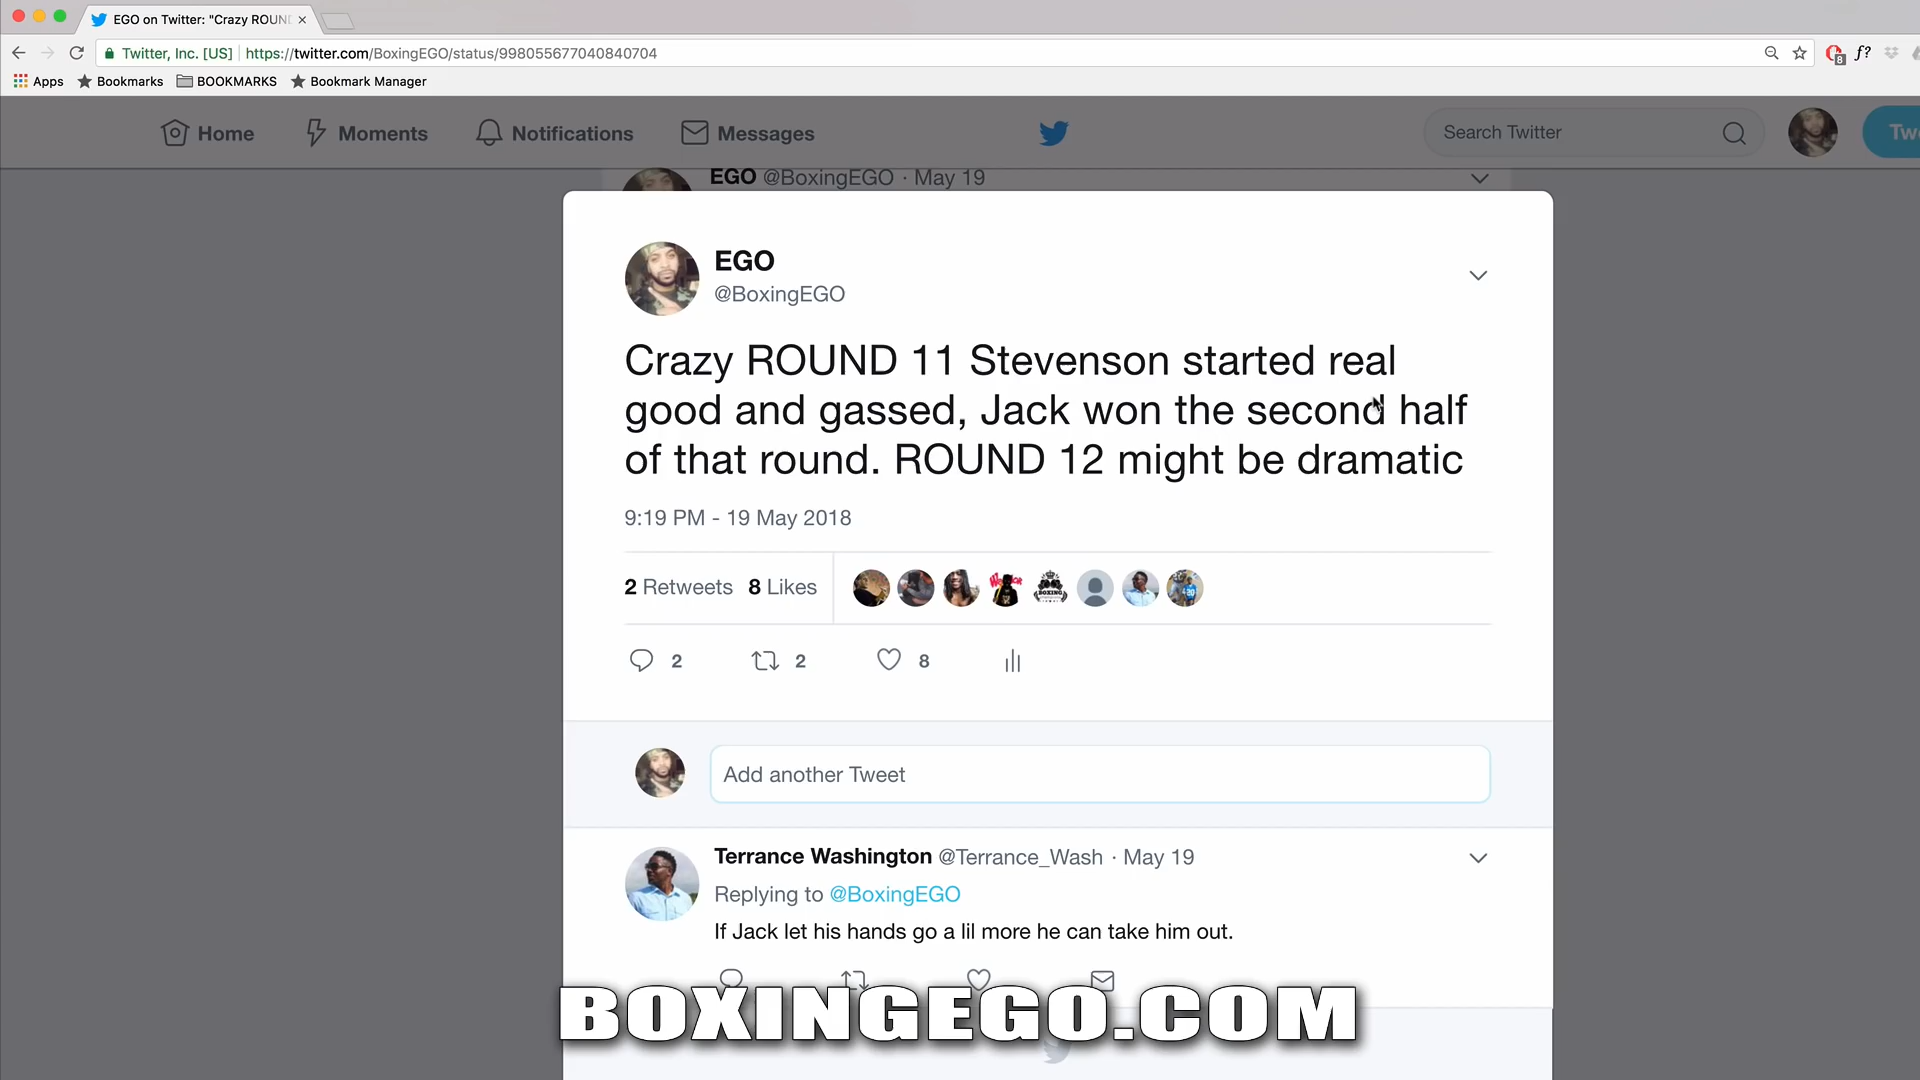 EGO on Twitter: "Crazy ROUN
Twitter, Inc. [US] https://twitter.com/BoxingEGO/status/998055677040840704
8
f?
Apps Bookmarks BOOKMARKS Bookmark Manager
Home Moments Notifications Messages Search Twitter Tw
EGO @BoxingEGO · May 19
EGO
@BoxingEGO
Crazy ROUND 11 Stevenson started real
good and gassed, Jack won the second half
of that round. ROUND 12 might be dramatic
9:19 PM - 19 May 2018
2 Retweets 8 Likes
BOXING
2 2 8
Add another Tweet
Terrance Washington @Terrance_Wash · May 19
Replying to @BoxingEGO
If Jack let his hands go a lil more he can take him out.
BOXINGEGO.COM